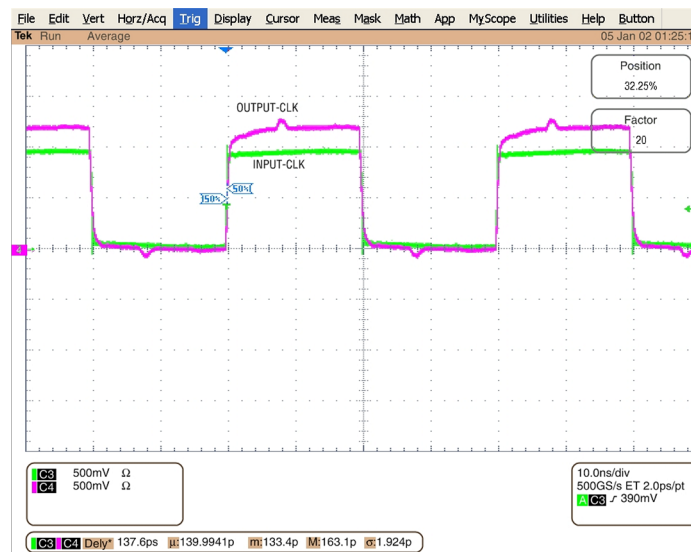 File Edit Vert Horz/Acq Trig Display Cursor Meas Mask Math App MyScope Utilities Help Button
Tek Run Average 05 Jan 02 01:25:1
Position
32.25%
Factor
20
OUTPUT-CLK
INPUT-CLK
50%
50%
4
C3 500mV Ω
C4 500mV Ω
10.0ns/div
500GS/s ET 2.0ps/pt
A C3 ƒ 390mV
C3 C4 Dely* 137.6ps µ:139.9941p m:133.4p M:163.1p σ:1.924p